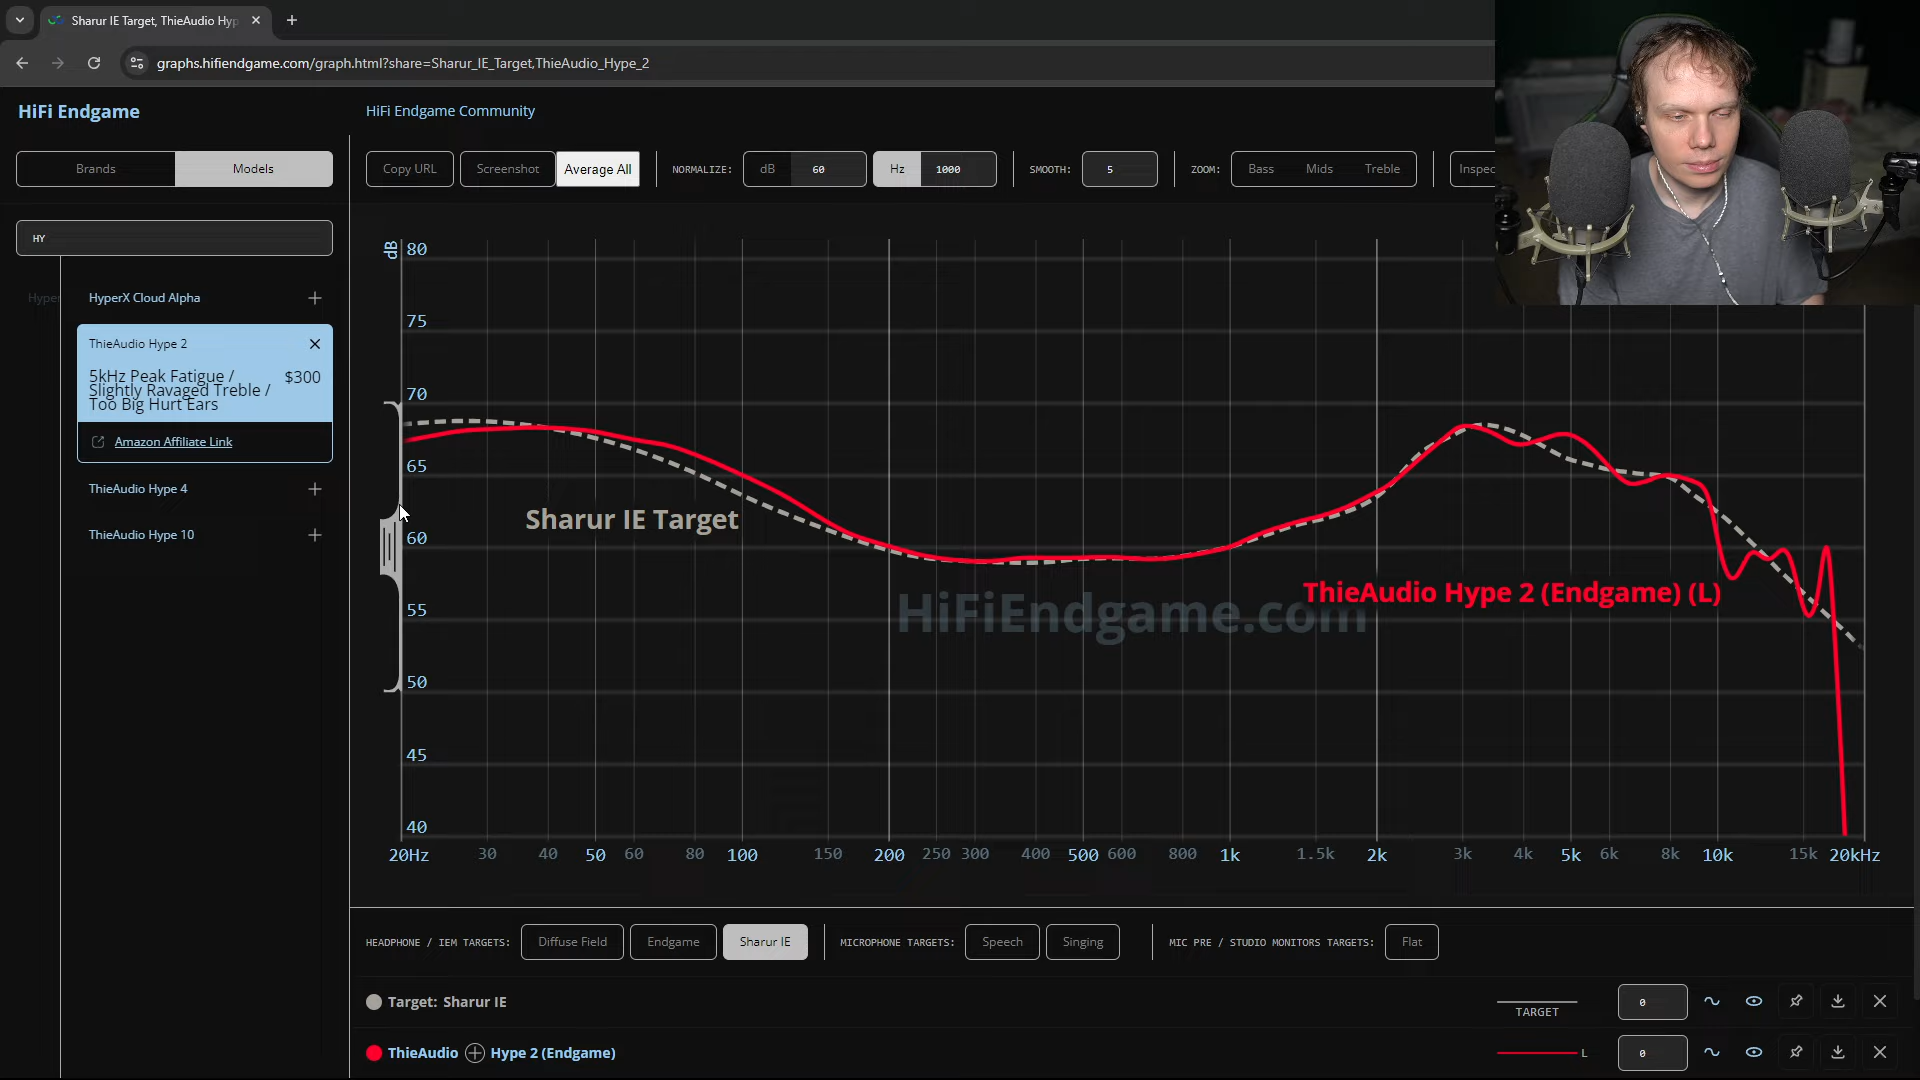 Sharur IE Target, ThieAudio Hyp
graphs.hifiendgame.com/graph.html?share=Sharur_IE_Target,ThieAudio_Hype_2
HiFi Endgame
HiFi Endgame Community
Brands
Models
Copy URL
Screenshot
Average All
NORMALIZE:
dB
60
Hz
1000
SMOOTH:
5
ZOOM:
Bass
Mids
Treble
Inspec
HY
Hyper
HyperX Cloud Alpha
ThieAudio Hype 2
5kHz Peak Fatigue /
Slightly Ravaged Treble /
Too Big Hurt Ears
$300
Amazon Affiliate Link
ThieAudio Hype 4
ThieAudio Hype 10
dB
80
75
70
65
60
55
50
45
40
Sharur IE Target
ThieAudio Hype 2 (Endgame) (L)
HiFiEndgame.com
20Hz 30 40 50 60 80 100 150 200 250 300 400 500 600 800 1k 1.5k 2k 3k 4k 5k 6k 8k 10k 15k 20kHz
HEADPHONE / IEM TARGETS:
Diffuse Field
Endgame
Sharur IE
MICROPHONE TARGETS:
Speech
Singing
MIC PRE / STUDIO MONITORS TARGETS:
Flat
Target: Sharur IE
TARGET
0
ThieAudio Hype 2 (Endgame)
L
0